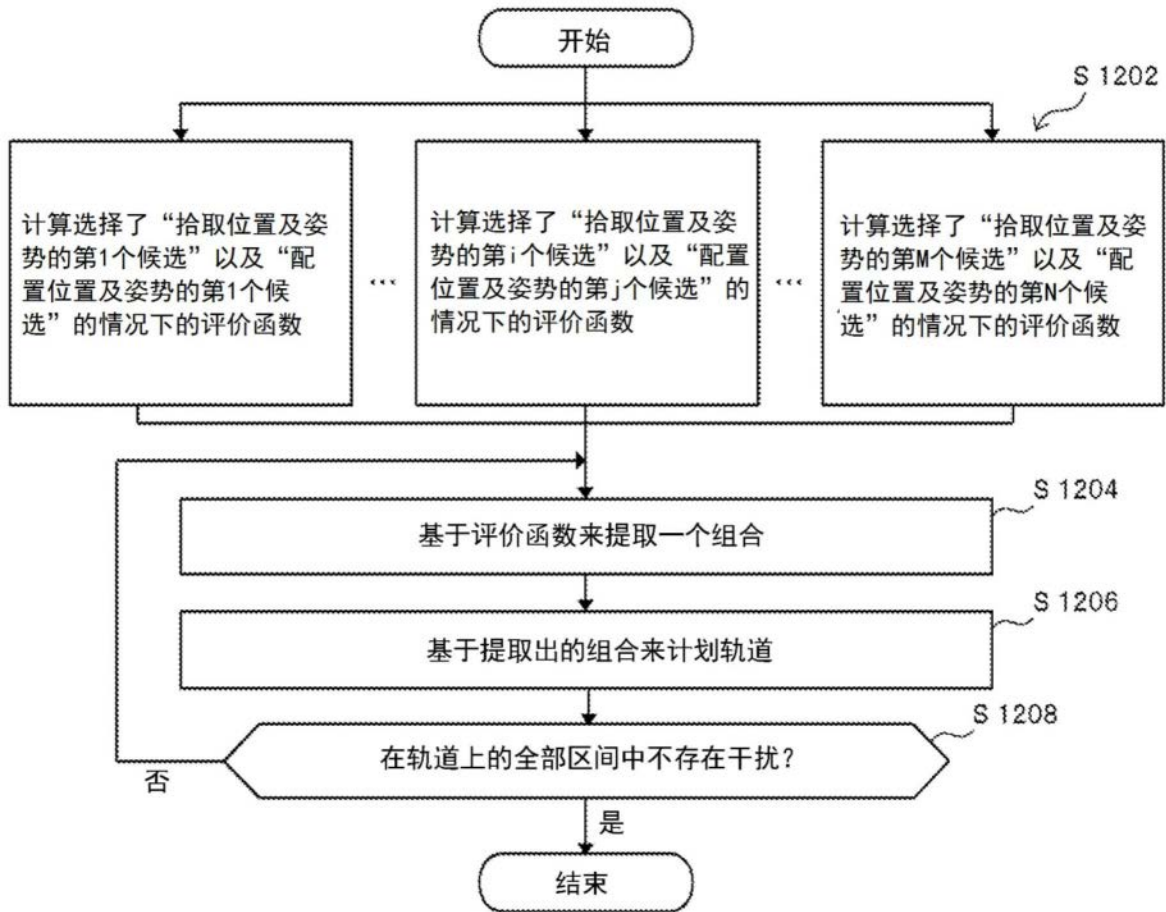 开始
S 1202
计算选择了“拾取位置及姿
势的第1个候选”以及“配
置位置及姿势的第1个候
选”的情况下的评价函数
...
计算选择了“拾取位置及姿
势的第i个候选”以及“配置
位置及姿势的第j个候选”的
情况下的评价函数
...
计算选择了“拾取位置及姿
势的第M个候选”以及“配
置位置及姿势的第N个候
选”的情况下的评价函数
S 1204
基于评价函数来提取一个组合
S 1206
基于提取出的组合来计划轨道
S 1208
在轨道上的全部区间中不存在干扰?
否
是
结束